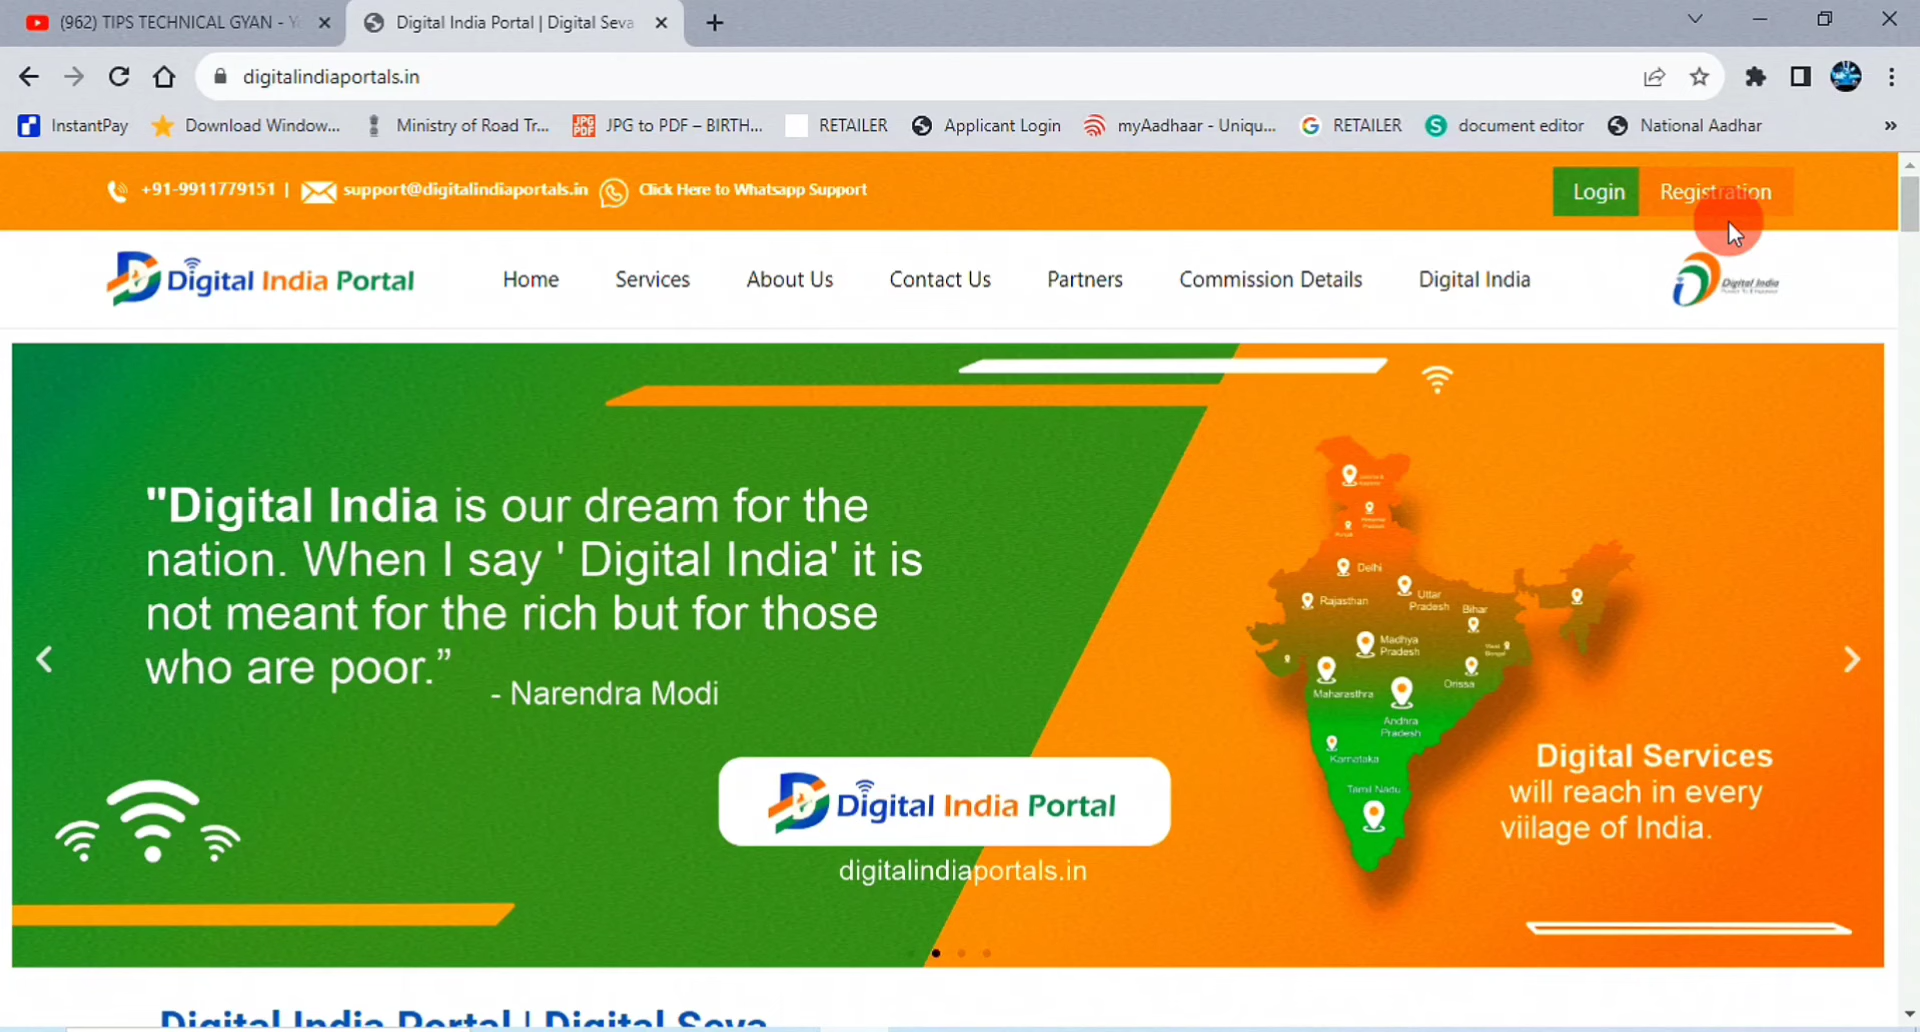 (962) TIPS TECHNICAL GYAN - Y
Digital India Portal | Digital Seva
digitalindiaportals.in
InstantPay
Download Window...
Ministry of Road Tr...
JPG to PDF – BIRTH...
RETAILER
Applicant Login
myAadhaar - Uniqu...
RETAILER
document editor
National Aadhar
»
+91-9911779151 |
support@digitalindiaportals.in
Click Here to Whatsapp Support
Login
Registration
Digital India Portal
Home
Services
About Us
Contact Us
Partners
Commission Details
Digital India
Digital India
"Digital India is our dream for the
nation. When I say ' Digital India' it is
not meant for the rich but for those
who are poor.”
- Narendra Modi
Delhi
Rajasthan
Uttar
Pradesh
Bihar
Madhya
Pradesh
Maharasthra
Orissa
Andhra
Pradesh
Karnataka
Tamil Nadu
Digital Services
will reach in every
viilage of India.
Digital India Portal
digitalindiaportals.in
Digital India Portal | Digital Seva